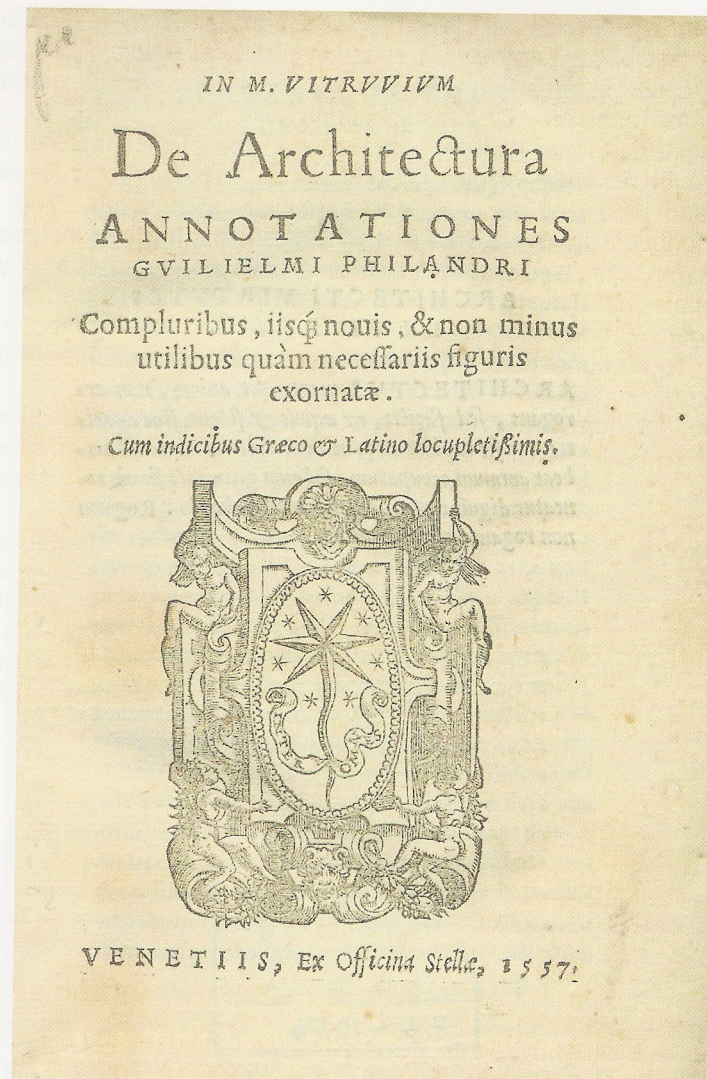 IN M. VITRVVIVM
De Architectura
ANNOTATIONES
GVILIELMI PHILANDRI
Compluribus, iisq́; nouis, & non minus
utilibus quàm neceſſariis figuris
exornatæ.
Cum indicibus Græco & Latino locupletißimis.
VENETIIS, Ex Officina Stellæ, 1557.